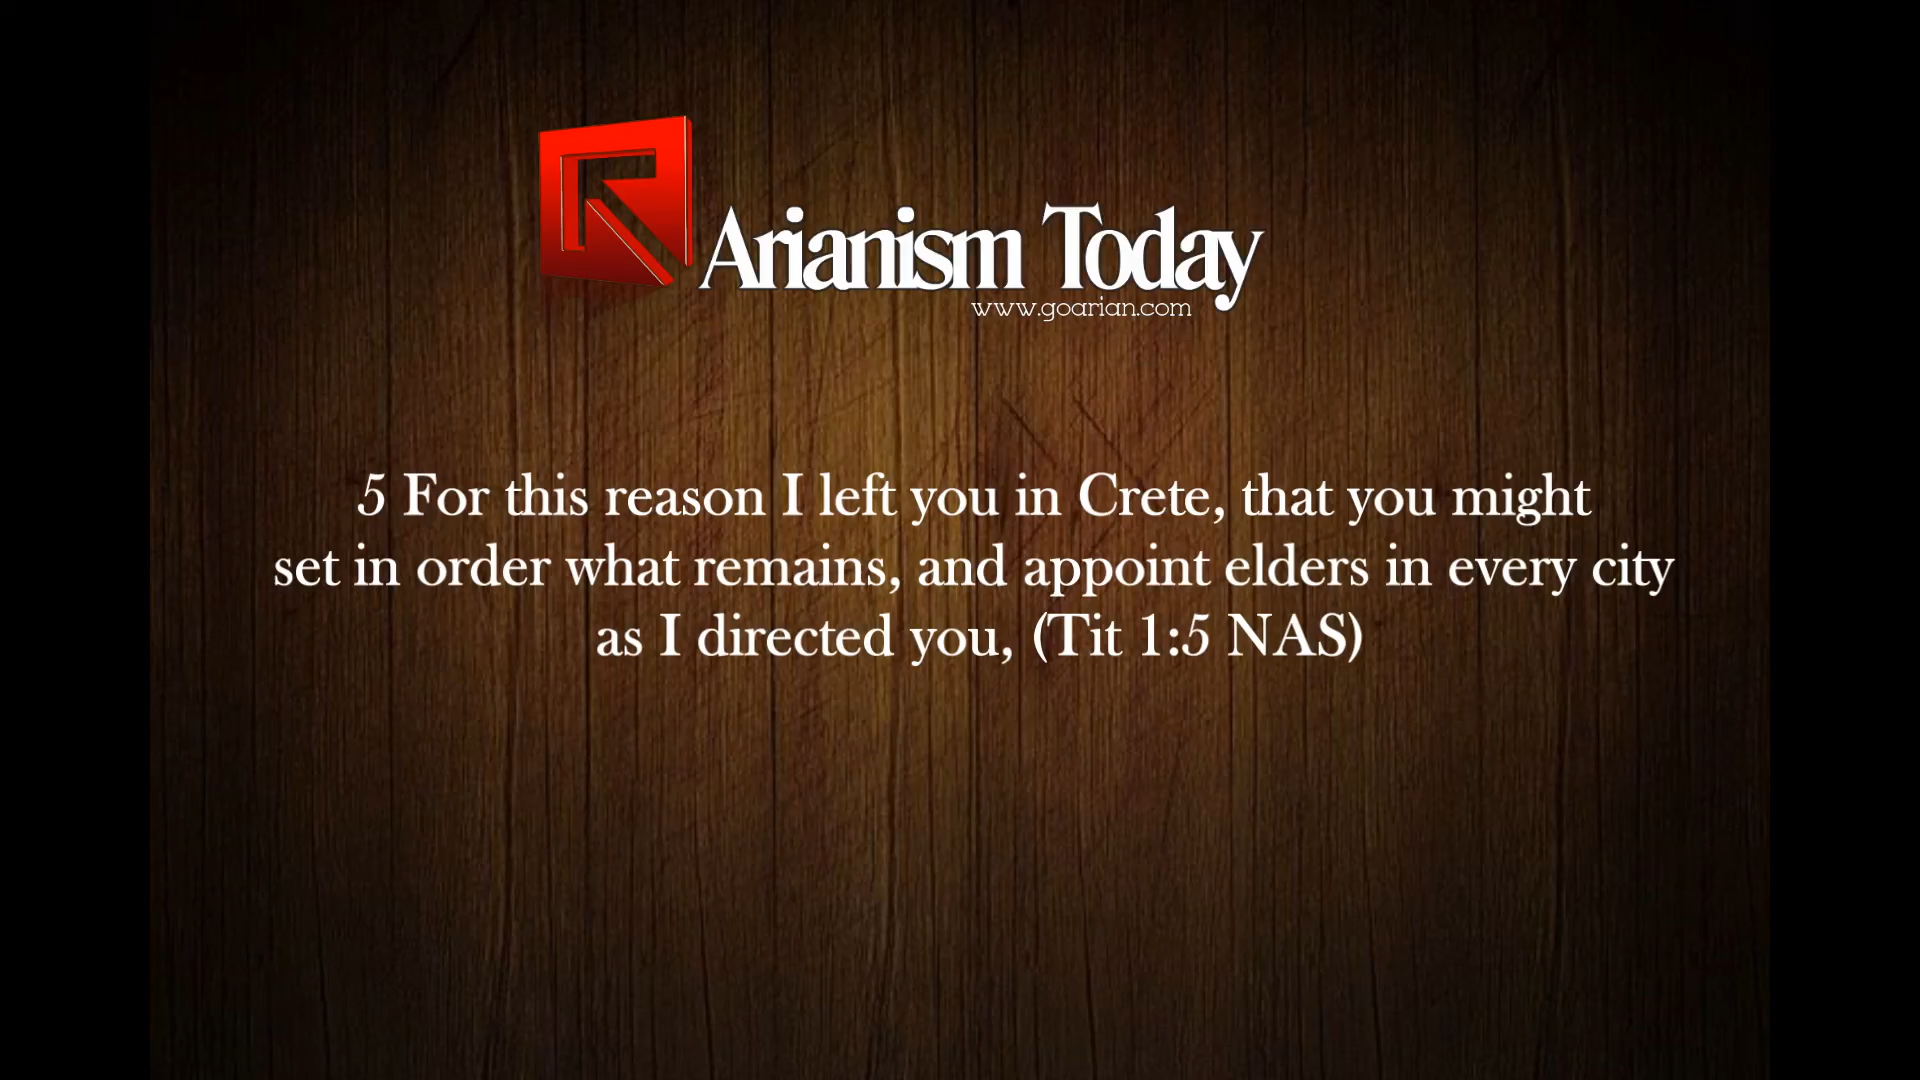 Arianism Today
www.goarian.com
5 For this reason I left you in Crete, that you might
set in order what remains, and appoint elders in every city
as I directed you, (Tit 1:5 NAS)